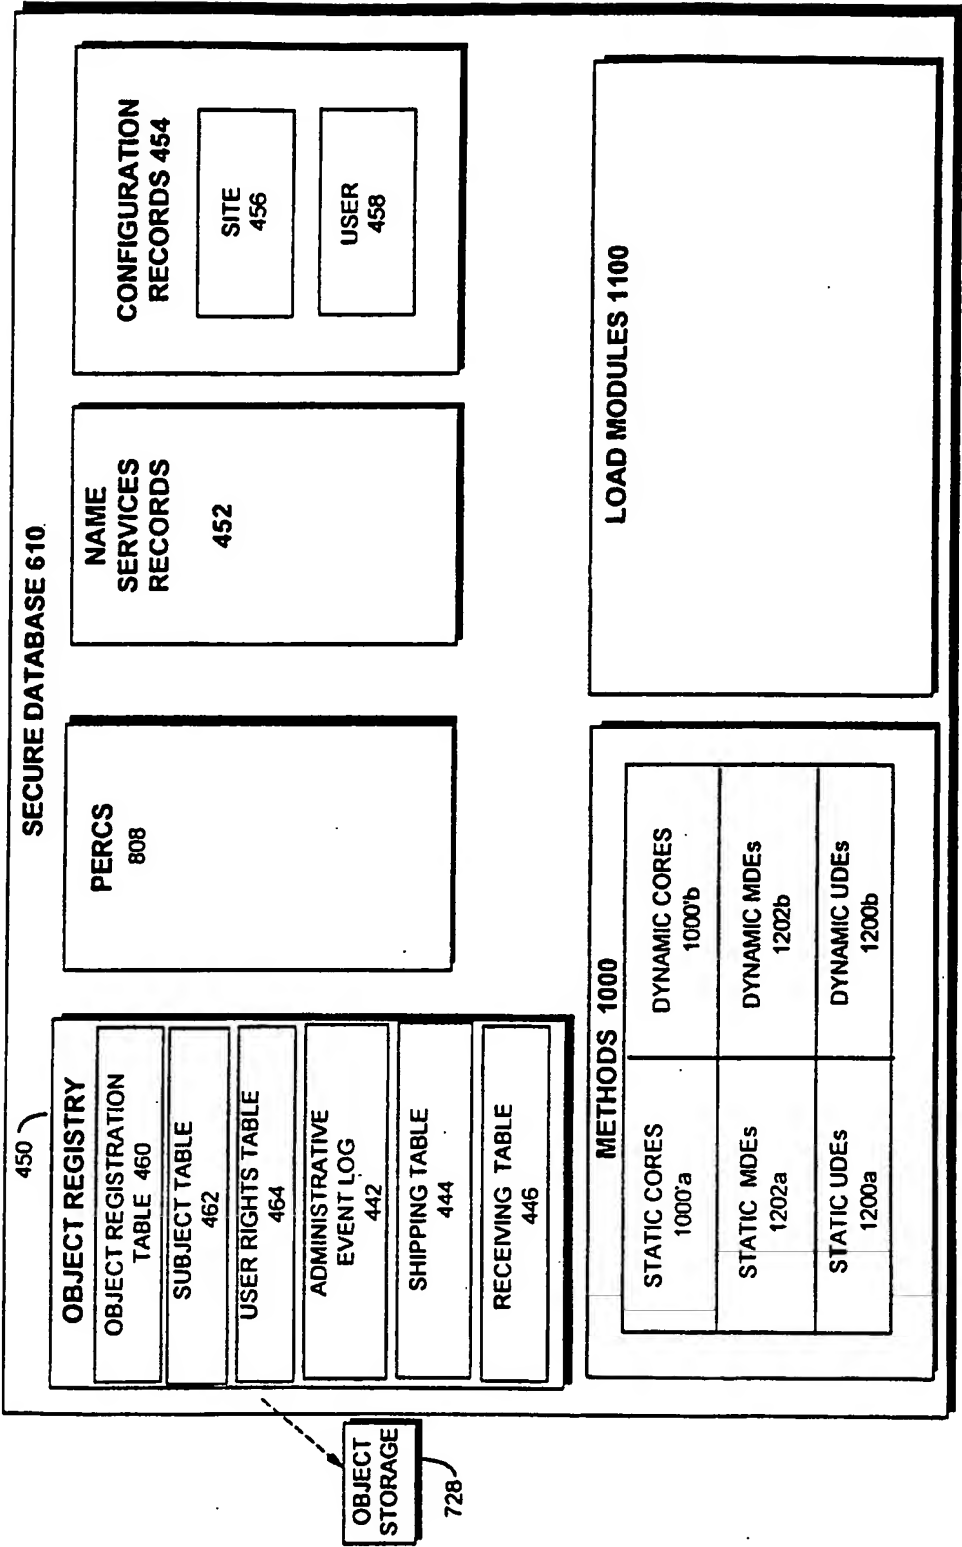 SECURE DATABASE 610
450
OBJECT REGISTRY
OBJECT REGISTRATION
TABLE 460
SUBJECT TABLE
462
USER RIGHTS TABLE
464
ADMINISTRATIVE
EVENT LOG
442
SHIPPING TABLE
444
RECEIVING TABLE
446
OBJECT
STORAGE
728
PERCS
808
NAME
SERVICES
RECORDS
452
CONFIGURATION
RECORDS 454
SITE
456
USER
458
METHODS 1000
STATIC CORES
1000'a
DYNAMIC CORES
1000'b
STATIC MDEs
1202a
DYNAMIC MDEs
1202b
STATIC UDEs
1200a
DYNAMIC UDEs
1200b
LOAD MODULES 1100